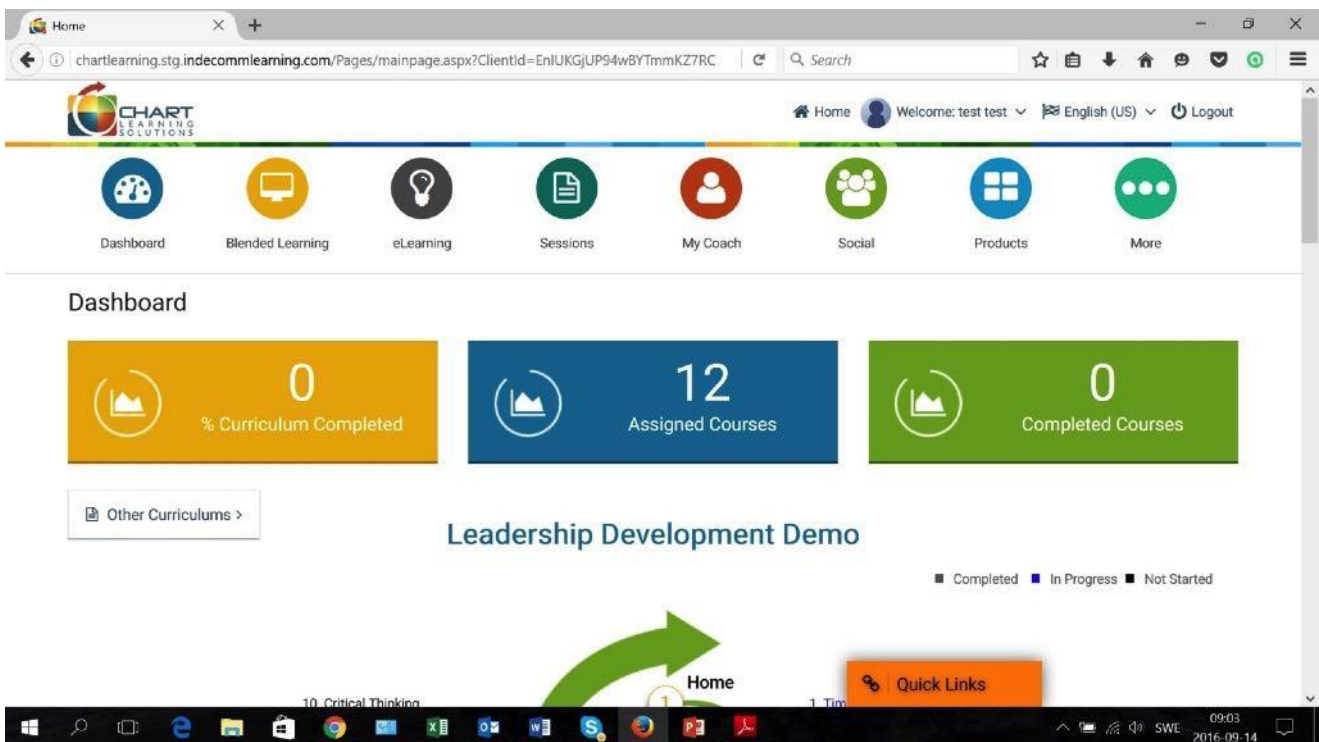 Home
chartlearning.stg.indecommlearning.com/Pages/mainpage.aspx?ClientId=EnIUKGjUP94wBYTmmKZ7RC
Search
CHART
LEARNING
SOLUTIONS
Home Welcome: test test English (US) Logout
Dashboard Blended Learning eLearning Sessions My Coach Social Products More
Dashboard
0
% Curriculum Completed
12
Assigned Courses
0
Completed Courses
Other Curriculums >
Leadership Development Demo
Completed In Progress Not Started
Home
1
Quick Links
10. Critical Thinking
1. Tim
SWE
09:03
2016-09-14